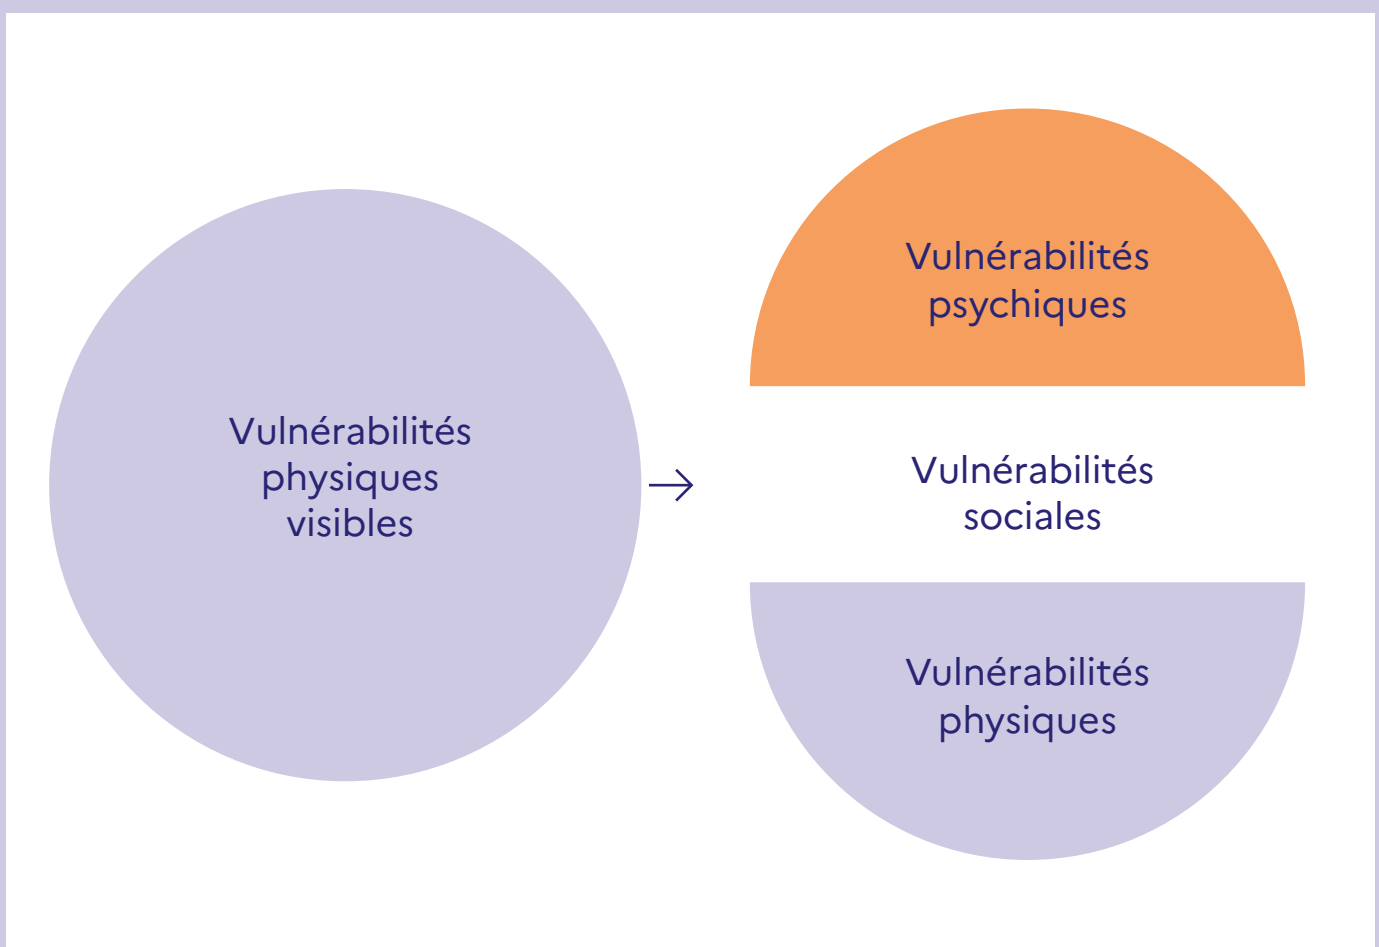 Vulnérabilités
physiques
visibles
Vulnérabilités
psychiques
Vulnérabilités
sociales
Vulnérabilités
physiques